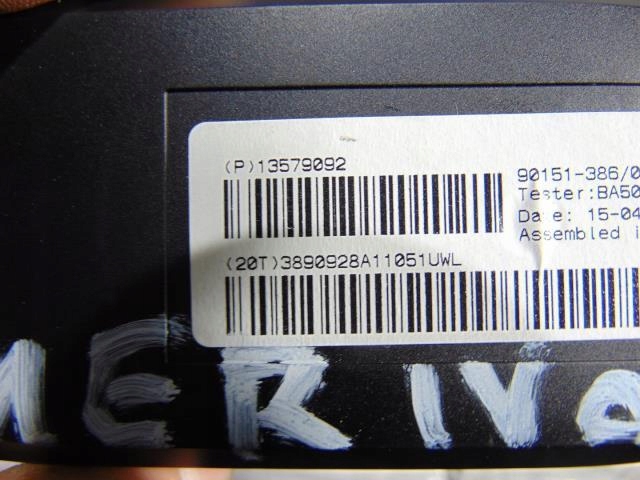 (P)13579092
90151-386/0
Tester:BA50
Date: 15-04
Assembled i
(20T)3890928A11051UWL
MERIVa